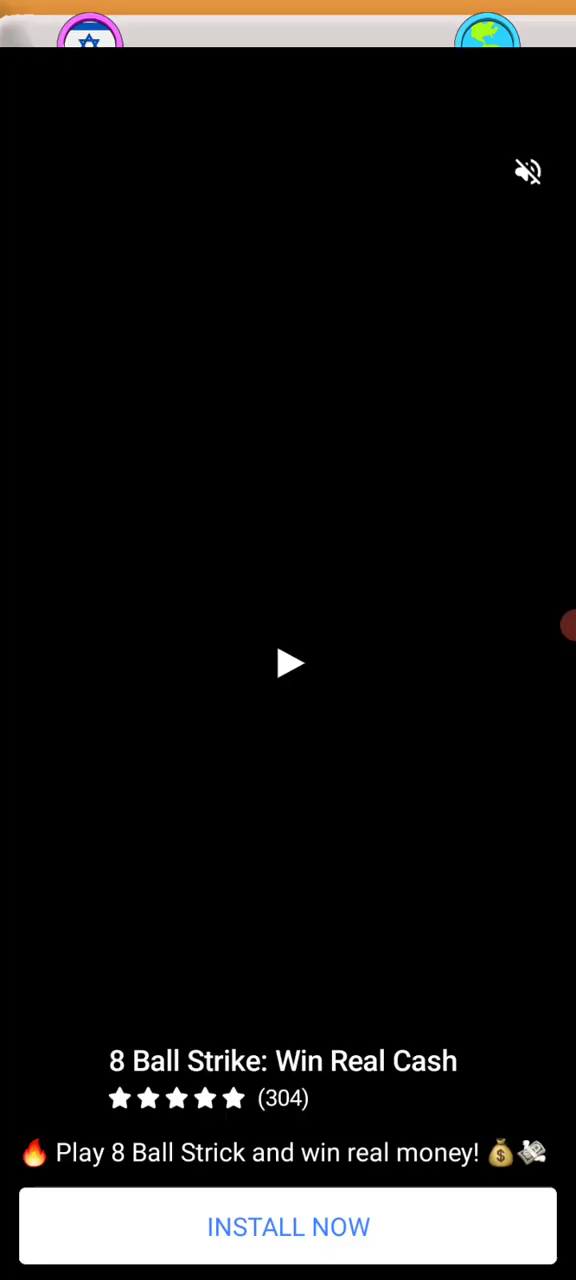 8 Ball Strike: Win Real Cash
(304)
🔥 Play 8 Ball Strick and win real money! 💰💸
INSTALL NOW